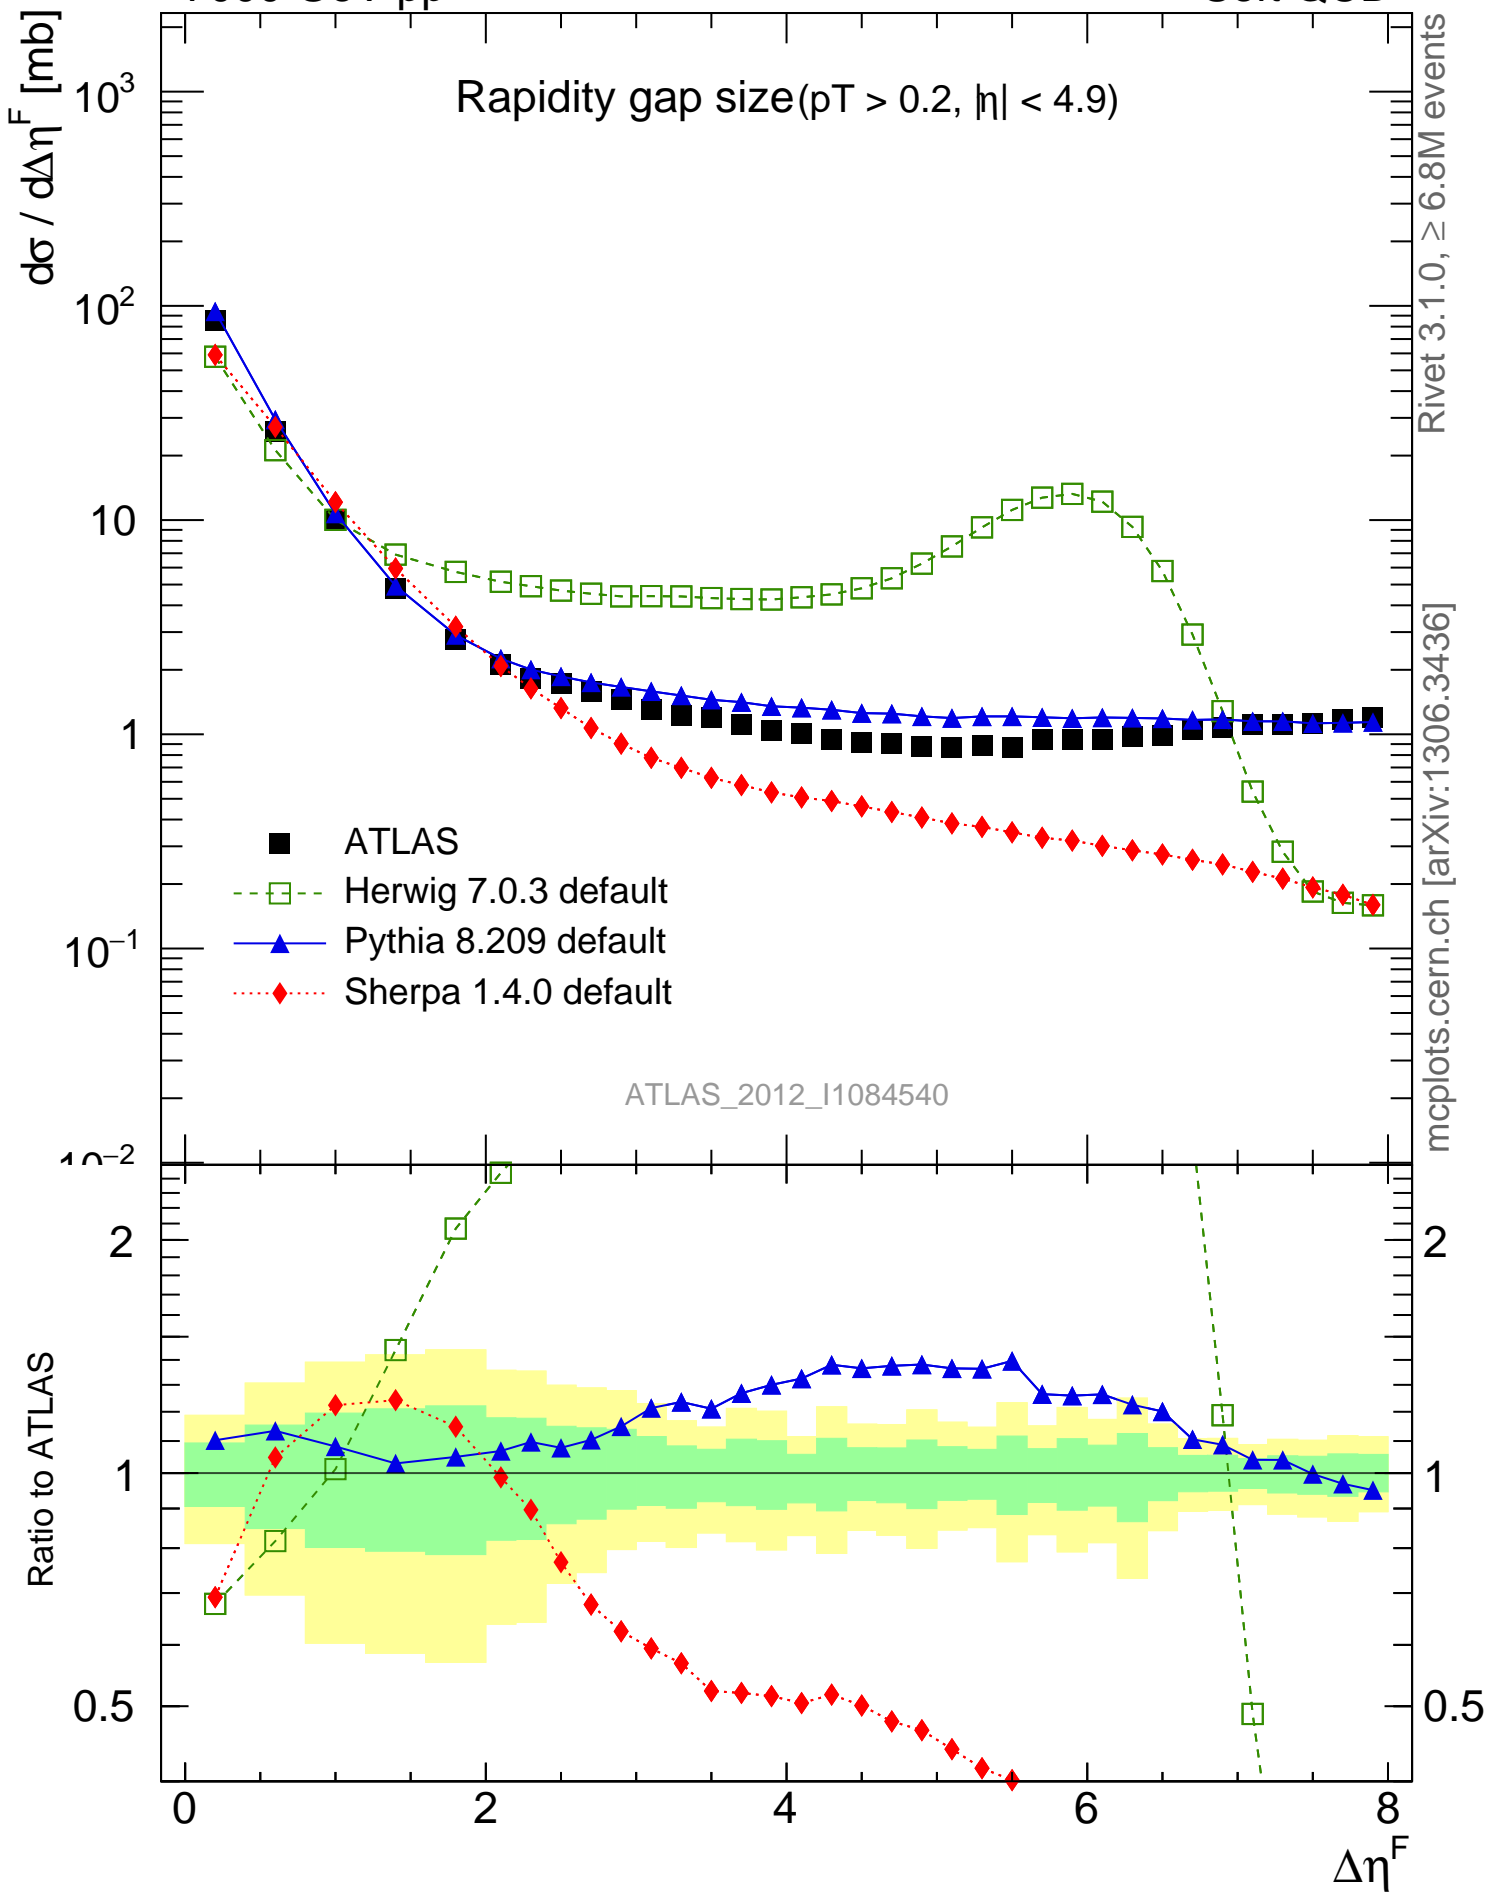 Rapidity gap size (pT > 0.2, |η| < 4.9)
dσ / dΔη^F [mb]
10^3
10^2
10
1
10^−1
10^−2
ATLAS
Herwig 7.0.3 default
Pythia 8.209 default
Sherpa 1.4.0 default
ATLAS_2012_I1084540
Rivet 3.1.0, ≥ 6.8M events
mcplots.cern.ch [arXiv:1306.3436]
Ratio to ATLAS
2
1
0.5
2
1
0.5
0 2 4 6 8
Δη^F